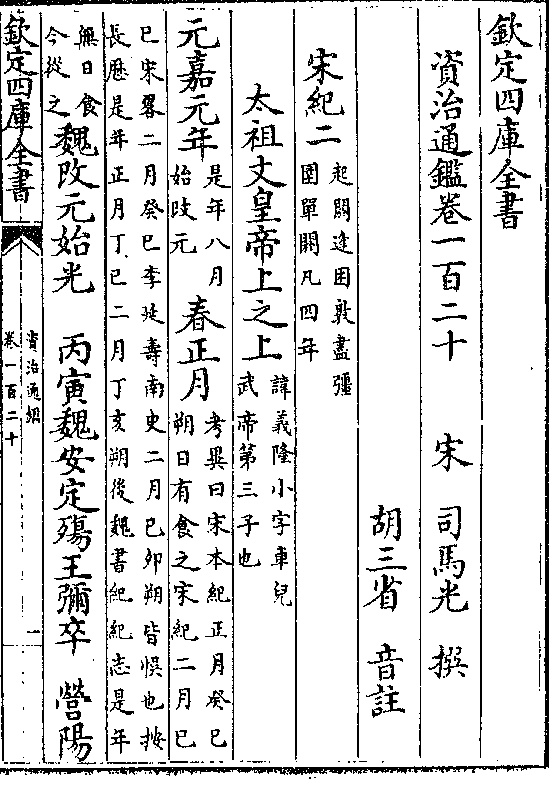 欽定四庫全書
資治通鑑卷一百二十
宋 司馬光 撰
胡三省 音註
宋紀二
起閼逢困敦盡彊
圉單閼凡四年
太祖文皇帝上之上
諱義隆小字車兒
武帝第三子也
元嘉元年
是年八月
始改元
春正月
考異曰宋本紀正月癸巳
朔日有食之宋紀二月己
巳宋畧二月癸巳李延壽南史二月己卯朔皆悞也按
長歴是年正月丁巳二月丁亥朔後魏書紀紀志是年
無日食
今從之
魏改元始光 丙寅魏安定殤王彌卒 營陽
欽定四庫全書
資治通鑑
卷一百二十
一